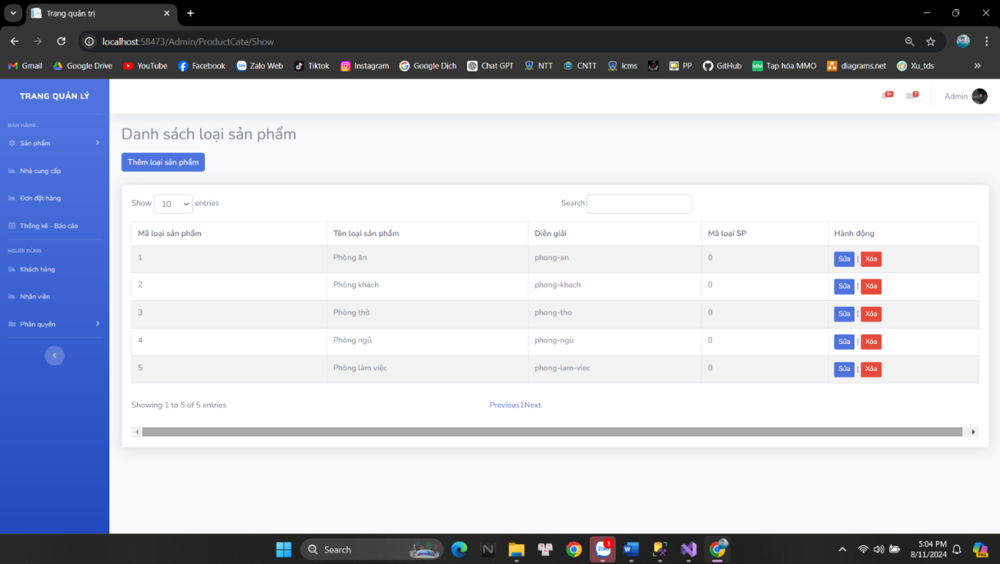 Trang quản trị
localhost:58473/Admin/ProductCate/Show
Gmail Google Drive YouTube Facebook Zalo Web Tiktok Instagram Google Dịch Chat GPT NTT CNTT lcms PP GitHub Tạp hóa MMO diagrams.net Xu_tds
TRANG QUẢN LÝ
3+ 2 Admin
BÁN HÀNG
Sản phẩm
Nhà cung cấp
Đơn đặt hàng
Thống kê - Báo cáo
NGƯỜI DÙNG
Khách hàng
Nhân viên
Phân quyền
Danh sách loại sản phẩm
Thêm loại sản phẩm
Show 10 entries Search:
Mã loại sản phẩm Tên loại sản phẩm Diễn giải Mã loại SP Hành động
1 Phòng ăn phong-an 0 Sửa | Xóa
2 Phòng khách phong-khach 0 Sửa | Xóa
3 Phòng thờ phong-tho 0 Sửa | Xóa
4 Phòng ngủ phong-ngu 0 Sửa | Xóa
5 Phòng làm việc phong-lam-viec 0 Sửa | Xóa
Showing 1 to 5 of 5 entries Previous1Next
Search
3
5:04 PM
8/11/2024